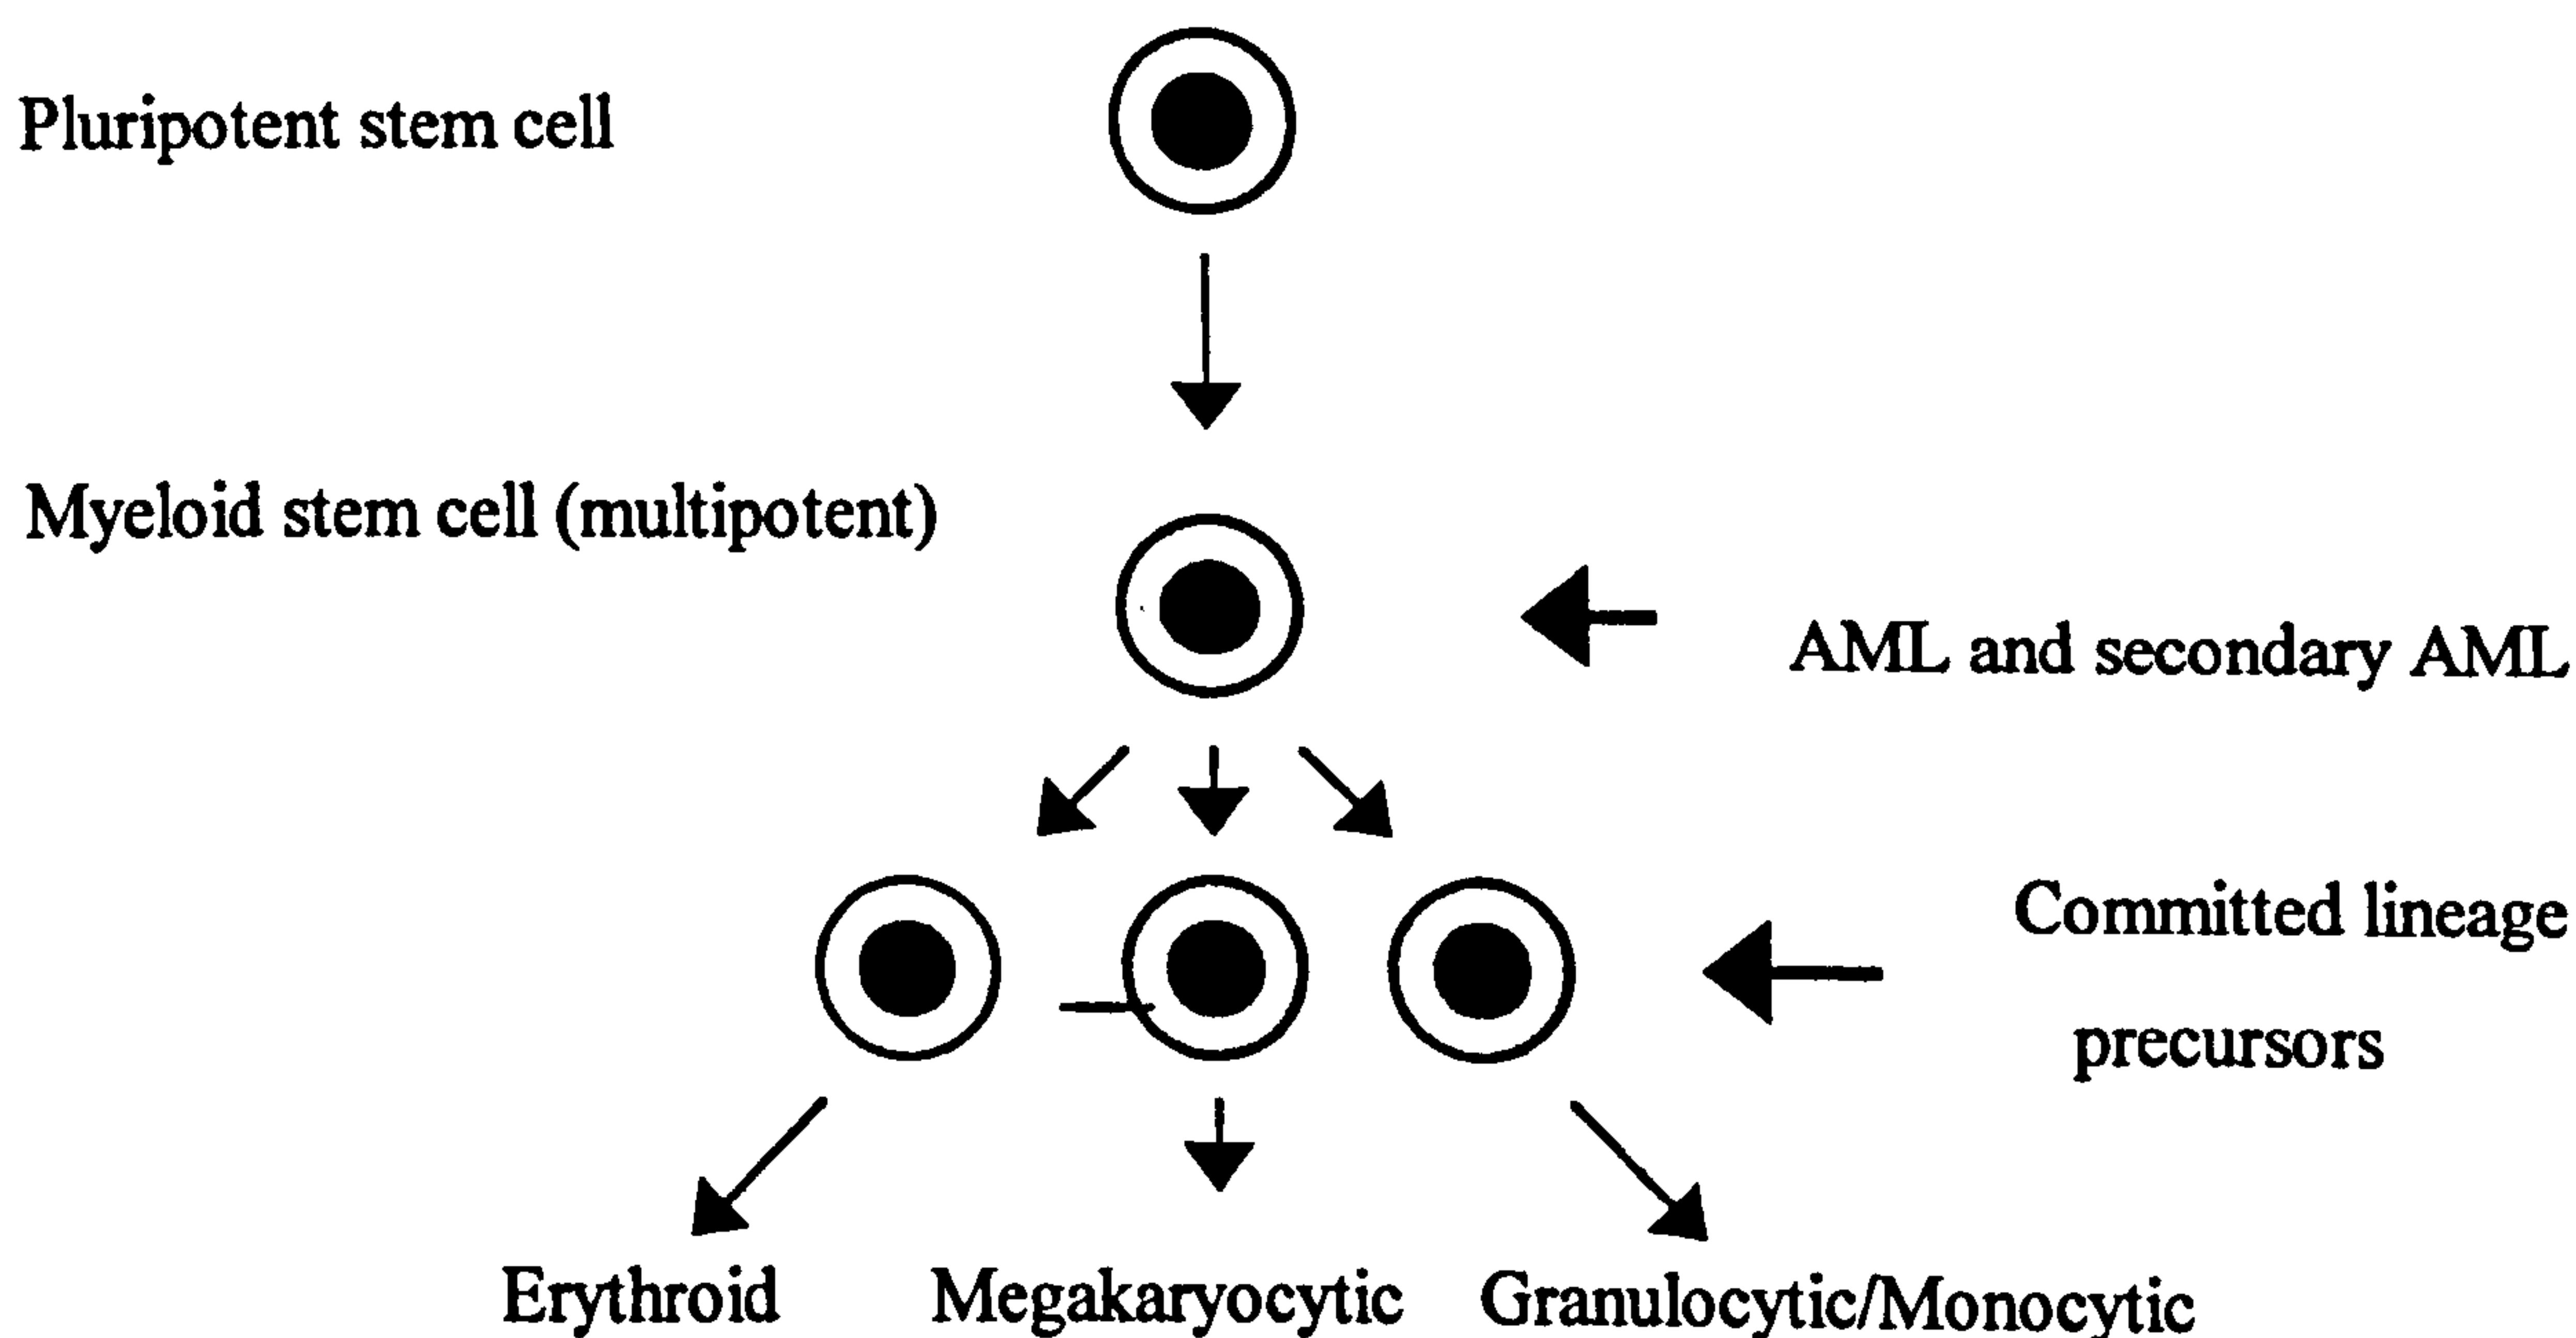 Pluripotent stem cell
Myeloid stem cell (multipotent)
AML and secondary AML
Committed lineage
precursors
Erythroid
Megakaryocytic
Granulocytic/Monocytic